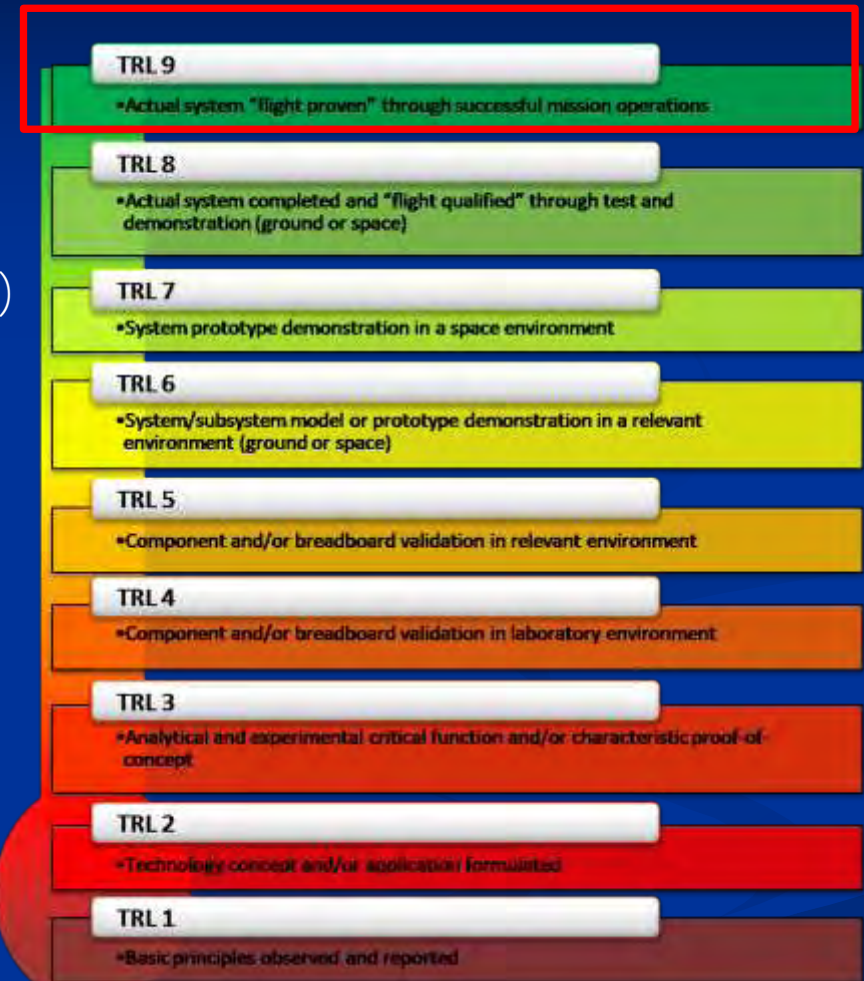 TRL 9
•Actual system "flight proven" through successful mission operations
TRL 8
•Actual system completed and "flight qualified" through test and
demonstration (ground or space)
)
TRL 7
•System prototype demonstration in a space environment
TRL 6
•System/subsystem model or prototype demonstration in a relevant
environment (ground or space)
TRL 5
•Component and/or breadboard validation in relevant environment
TRL 4
•Component and/or breadboard validation in laboratory environment
TRL 3
•Analytical and experimental critical function and/or characteristic proof-of-
concept
TRL 2
•Technology concept and/or application formulated
TRL 1
•Basic principles observed and reported